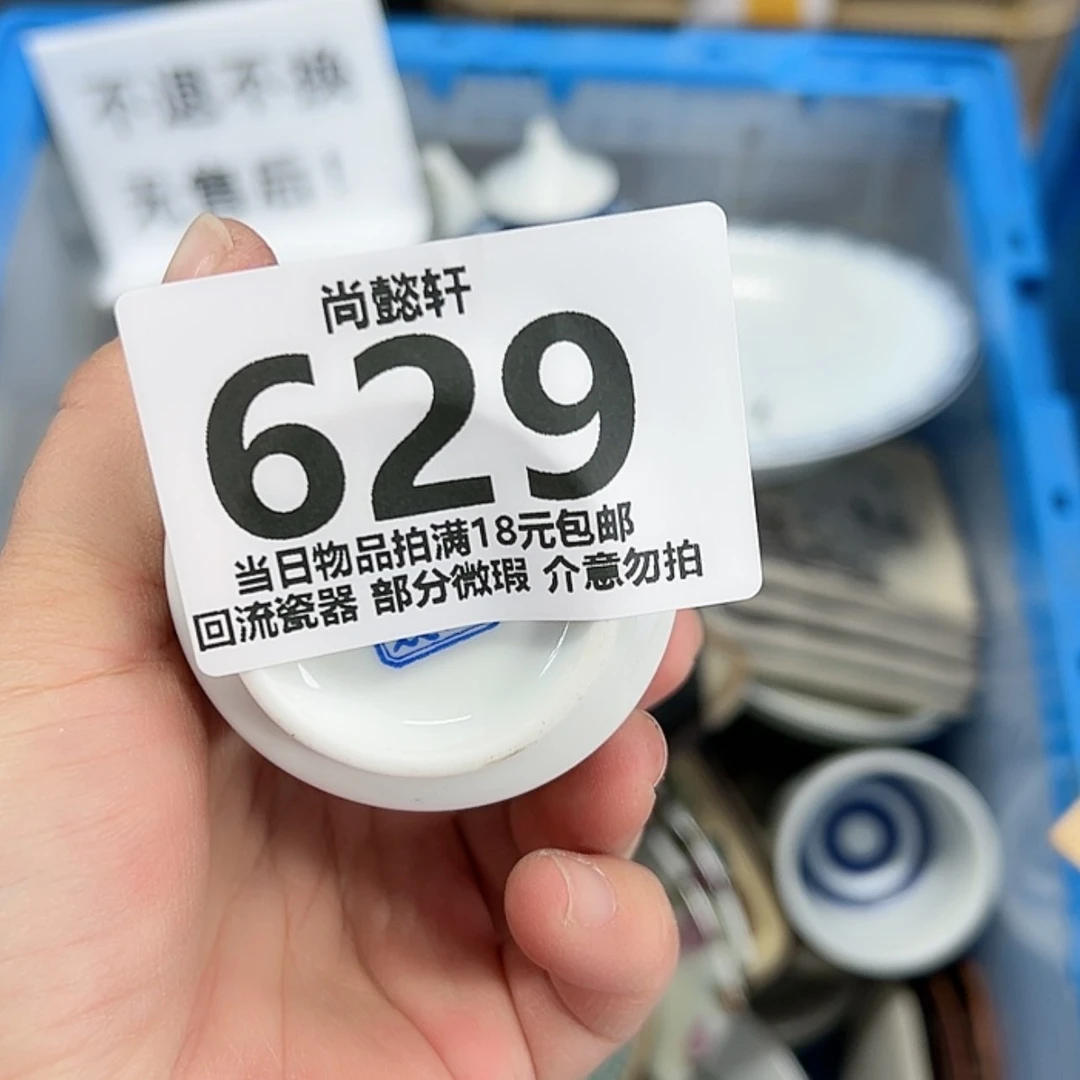 不退不换
无售后！
尚懿轩
629
当日物品拍满18元包邮
回流瓷器 部分微瑕 介意勿拍